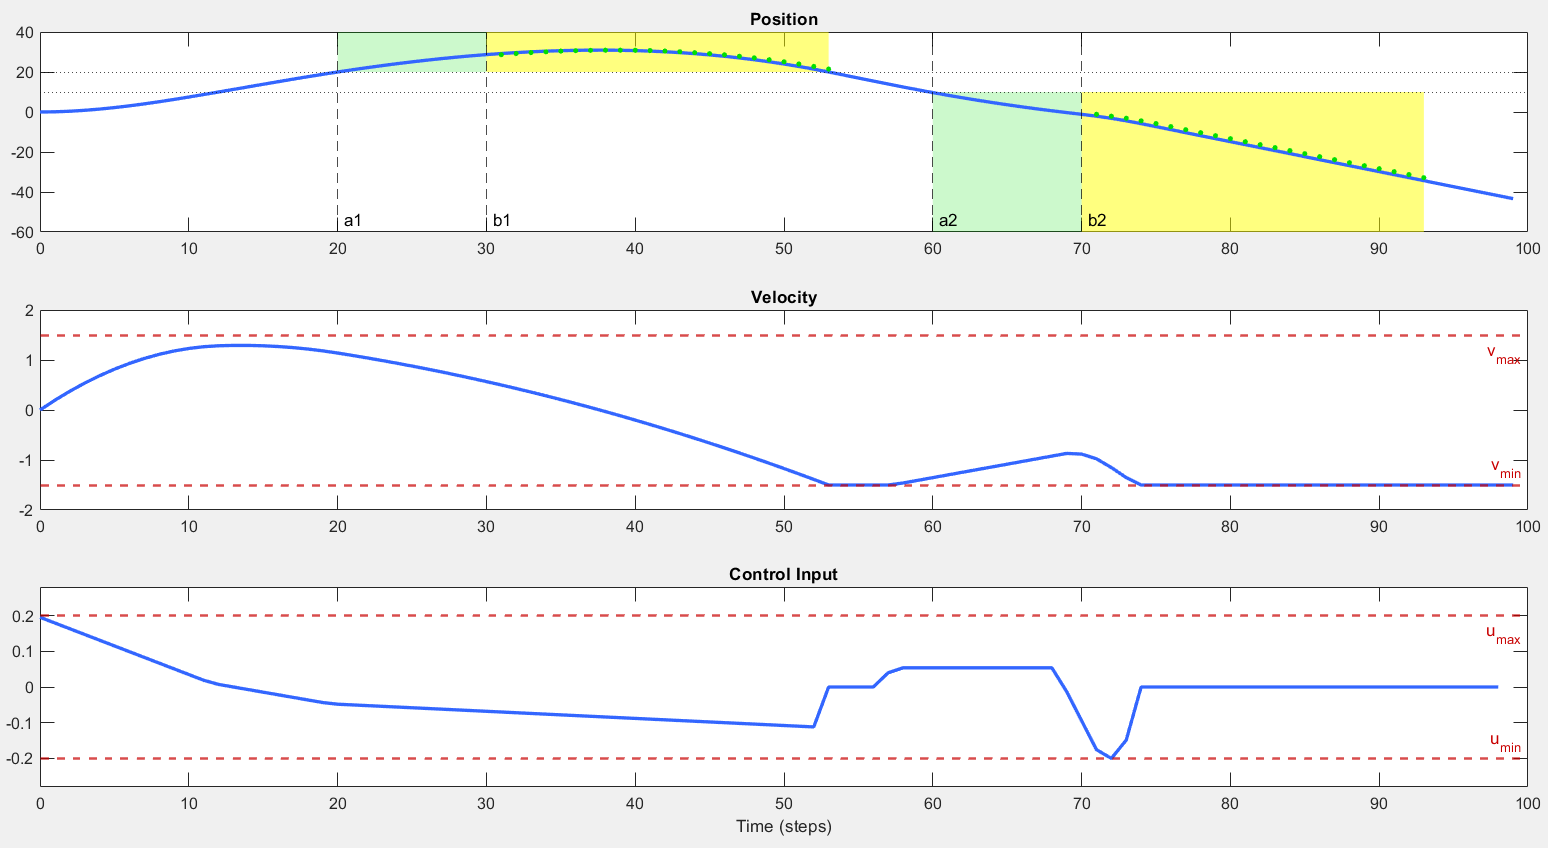 Position
40
20
0
-20
-40
-60
a1
b1
a2
b2
0 10 20 30 40 50 60 70 80 90 100
Velocity
2
1
0
-1
-2
vmax
vmin
0 10 20 30 40 50 60 70 80 90 100
Control Input
0.2
0.1
0
-0.1
-0.2
umax
umin
0 10 20 30 40 50 60 70 80 90 100
Time (steps)